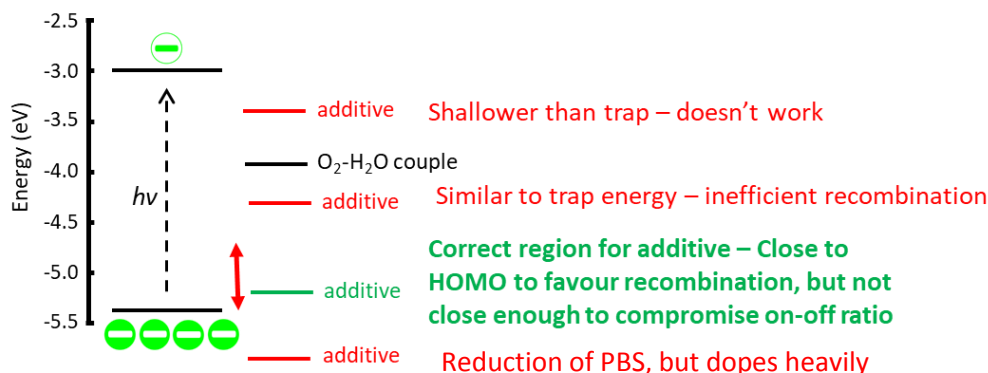 -2.5
-3.0
-3.5
-4.0
-4.5
-5.0
-5.5
Energy (eV)
hν
additive
Shallower than trap – doesn't work
O₂-H₂O couple
additive
Similar to trap energy – inefficient recombination
additive
Correct region for additive – Close to
HOMO to favour recombination, but not
close enough to compromise on-off ratio
additive
Reduction of PBS, but dopes heavily